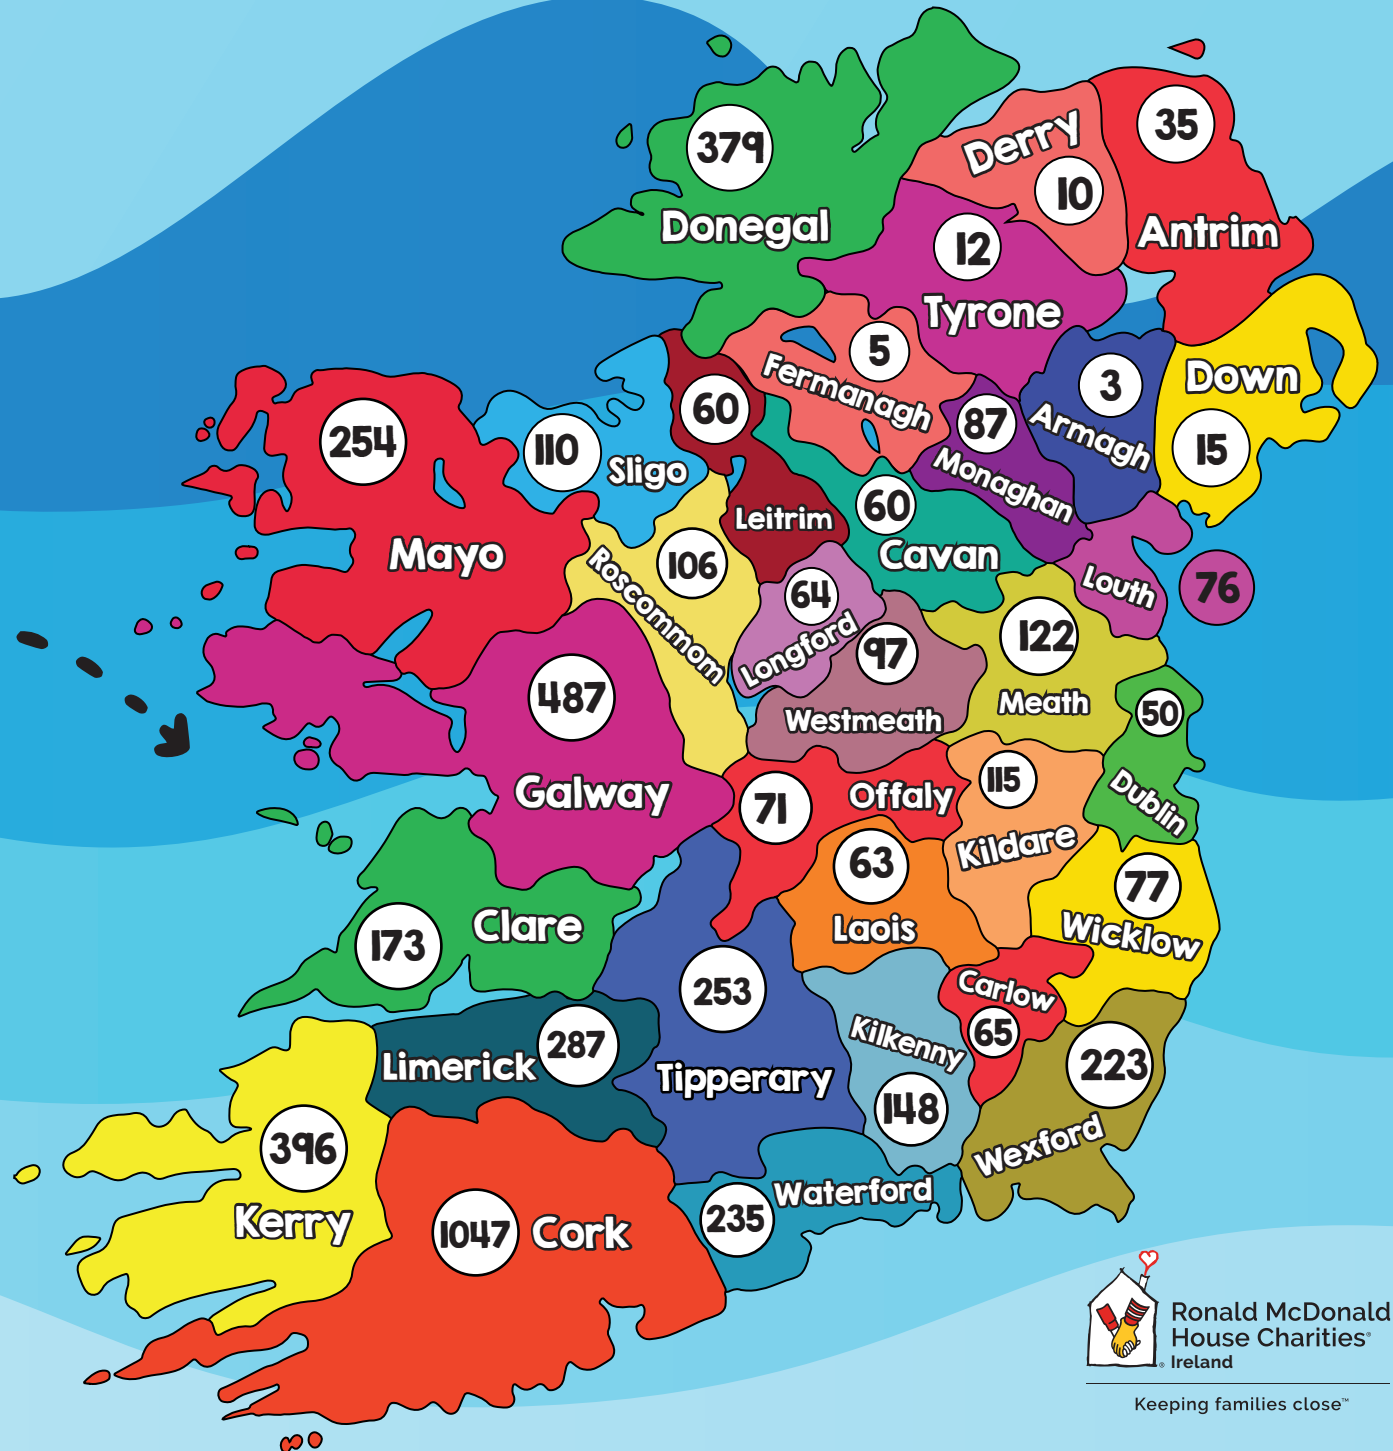 379
Donegal
Derry
10
35
Antrim
12
Tyrone
5
Fermanagh
3
Armagh
Down
15
87
Monaghan
60
Leitrim
254
Mayo
110
Sligo
106
Roscommom
60
Cavan
64
Longford
97
Westmeath
122
Meath
Louth
76
50
Dublin
487
Galway
71
Offaly
115
Kildare
63
Laois
77
Wicklow
173
Clare
253
Tipperary
Carlow
65
Kilkenny
148
223
Wexford
Limerick
287
396
Kerry
1047
Cork
235
Waterford
Ronald McDonald
House Charities®
® Ireland
Keeping families close™